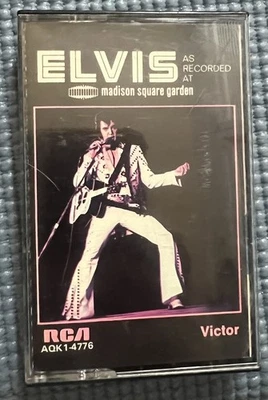 ELVIS AS
RECORDED
AT
madison square garden
RCA
AQK1-4776
Victor